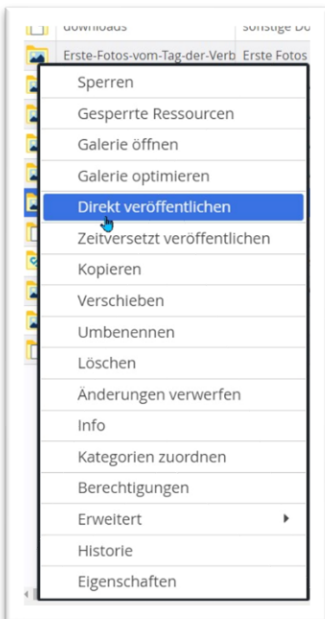 downloads sonstige Do
Erste-Fotos-vom-Tag-der-Verb Erste Fotos
Sperren
Gesperrte Ressourcen
Galerie öffnen
Galerie optimieren
Direkt veröffentlichen
Zeitversetzt veröffentlichen
Kopieren
Verschieben
Umbenennen
Löschen
Änderungen verwerfen
Info
Kategorien zuordnen
Berechtigungen
Erweitert
Historie
Eigenschaften